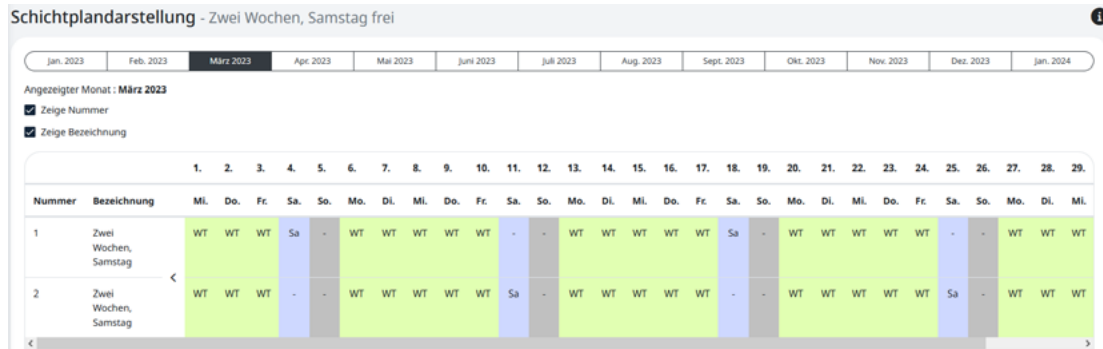 Schichtplandarstellung - Zwei Wochen, Samstag frei
Jan. 2023 Feb. 2023 März 2023 Apr. 2023 Mai 2023 Juni 2023 Juli 2023 Aug. 2023 Sept. 2023 Okt. 2023 Nov. 2023 Dez. 2023 Jan. 2024
Angezeigter Monat : März 2023
Zeige Nummer
Zeige Bezeichnung
1. 2. 3. 4. 5. 6. 7. 8. 9. 10. 11. 12. 13. 14. 15. 16. 17. 18. 19. 20. 21. 22. 23. 24. 25. 26. 27. 28. 29.
Nummer Bezeichnung Mi. Do. Fr. Sa. So. Mo. Di. Mi. Do. Fr. Sa. So. Mo. Di. Mi. Do. Fr. Sa. So. Mo. Di. Mi. Do. Fr. Sa. So. Mo. Di. Mi.
1 Zwei WT WT WT Sa - WT WT WT WT WT - - WT WT WT WT WT Sa - WT WT WT WT WT - - WT WT WT
Wochen,
Samstag
2 Zwei WT WT WT - - WT WT WT WT WT Sa - WT WT WT WT WT - - WT WT WT WT WT Sa - WT WT WT
Wochen,
Samstag